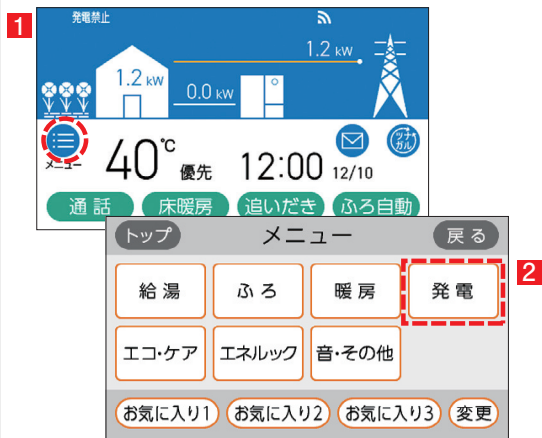 1
発電禁止
1.2 kW
1.2 kW
0.0 kW
メニュー
40℃ 優先 12:00 12/10
ツナガル
通話 床暖房 追いだき ふろ自動
トップ メニュー 戻る
2
給湯 ふろ 暖房 発電
エコ・ケア エネルック 音・その他
お気に入り1 お気に入り2 お気に入り3 変更